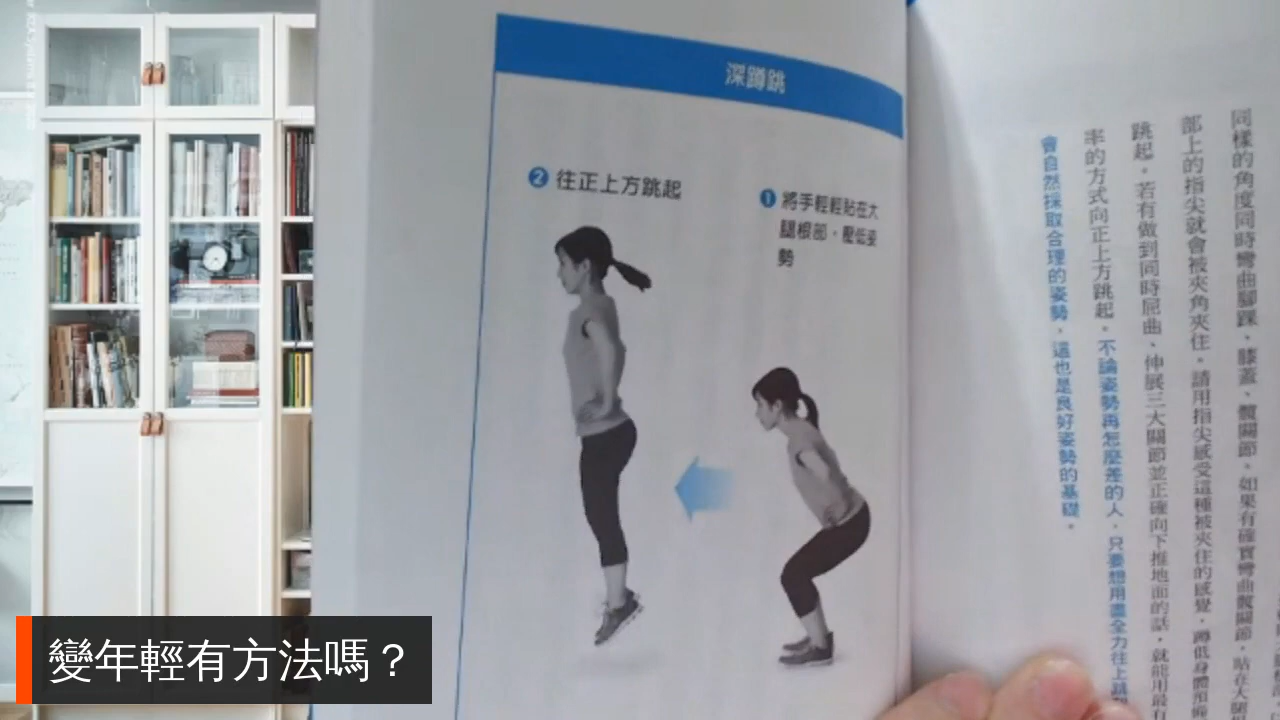 深蹲跳
❶ 將手輕輕貼在大
腿根部，壓低姿
勢
❷ 往正上方跳起
同樣的角度同時彎曲腳踝、膝蓋、髖關節。如果有確實彎曲髖關節，貼在大腿
部上的指尖就會被夾角夾住。請用指尖感受這種被夾住的感覺，蹲低身體預備
跳起。若有做到同時屈曲、伸展三大關節並正確向下推地面的話，就能用最有
率的方式向正上方跳起。不論姿勢再怎麼差的人，只要想用盡全力往上跳
會自然採取合理的姿勢，這也是良好姿勢的基礎。
變年輕有方法嗎？